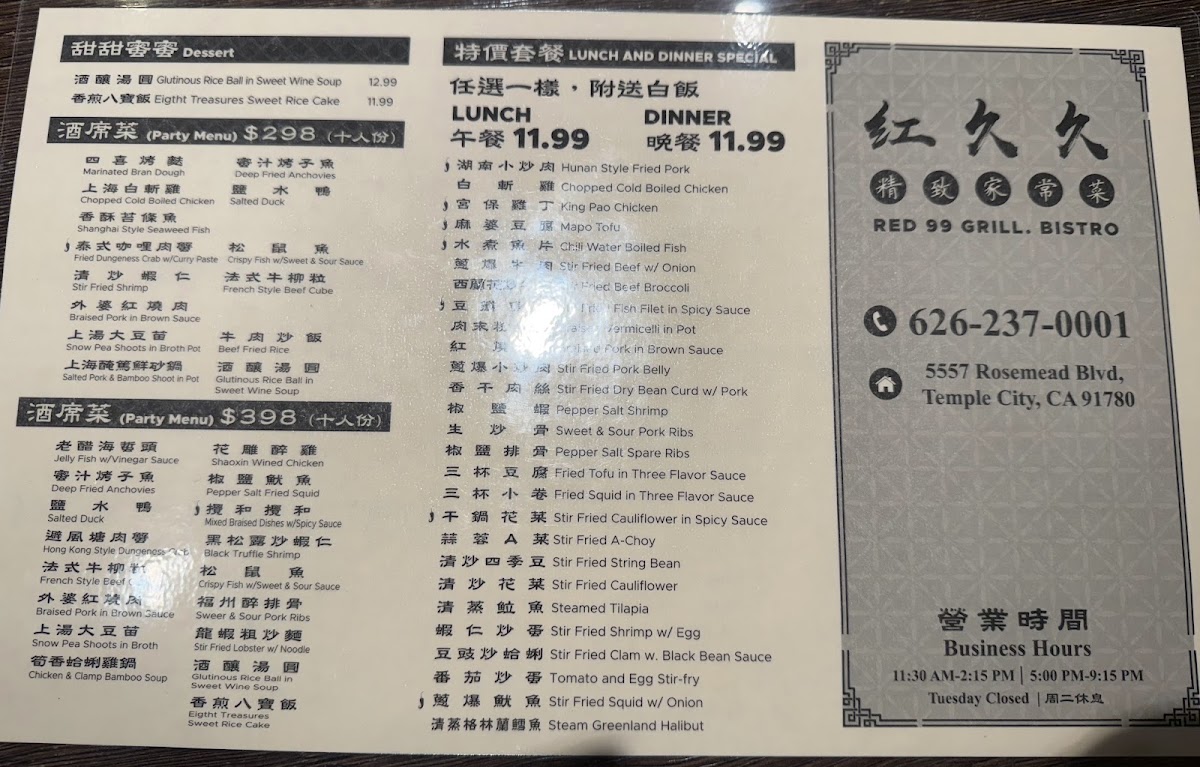 甜甜蜜蜜 Dessert
酒釀湯圓 Glutinous Rice Ball in Sweet Wine Soup 12.99
香煎八寶飯 Eigtht Treasures Sweet Rice Cake 11.99
酒席菜 (Party Menu) $298 (十人份)
四喜烤麩 蜜汁烤子魚
Marinated Bran Dough Deep Fried Anchovies
上海白斬雞 鹽水鴨
Chopped Cold Boiled Chicken Salted Duck
香酥苔條魚
Shanghai Style Seaweed Fish
泰式咖哩肉蟹 松鼠魚
Fried Dungeness Crab w/Curry Paste Crispy Fish w/Sweet & Sour Sauce
清炒蝦仁 法式牛柳粒
Stir Fried Shrimp French Style Beef Cube
外婆紅燒肉
Braised Pork in Brown Sauce
上湯大豆苗 牛肉炒飯
Snow Pea Shoots in Broth Pot Beef Fried Rice
上海醃篤鮮砂鍋 酒釀湯圓
Salted Pork & Bamboo Shoot in Pot Glutinous Rice Ball in
Sweet Wine Soup
酒席菜 (Party Menu) $398 (十人份)
老醋海蜇頭 花雕醉雞
Jelly Fish w/Vinegar Sauce Shaoxin Wined Chicken
蜜汁烤子魚 椒鹽魷魚
Deep Fried Anchovies Pepper Salt Fried Squid
鹽水鴨 攪和攪和
Salted Duck Mixed Braised Dishes w/Spicy Sauce
避風塘肉蟹 黑松露炒蝦仁
Hong Kong Style Dungeness Black Truffle Shrimp
法式牛柳粒 松鼠魚
French Style Beef Crispy Fish w/Sweet & Sour Sauce
外婆紅燒肉 福州醉排骨
Braised Pork in Brown Sauce Sweer & Sour Pork Ribs
上湯大豆苗 龍蝦粗炒麵
Snow Pea Shoots in Broth Stir Fried Lobster w/ Noodle
筍香蛤蜊雞鍋 酒釀湯圓
Chicken & Clamp Bamboo Soup Glutinous Rice Ball in
Sweet Wine Soup
香煎八寶飯
Eigtht Treasures
Sweet Rice Cake
特價套餐 LUNCH AND DINNER SPECIAL
任選一樣，附送白飯
LUNCH DINNER
午餐 11.99 晚餐 11.99
湖南小炒肉 Hunan Style Fried Pork
白斬雞 Chopped Cold Boiled Chicken
宮保雞丁 King Pao Chicken
麻婆豆腐 Mapo Tofu
水煮魚片 Chili Water Boiled Fish
蔥爆牛肉 Stir Fried Beef w/ Onion
西蘭花 Fried Beef Broccoli
豆 Fish Filet in Spicy Sauce
肉末粉 Vermicelli in Pot
紅 Pork in Brown Sauce
蔥爆小炒肉 Stir Fried Pork Belly
香干肉絲 Stir Fried Dry Bean Curd w/ Pork
椒鹽蝦 Pepper Salt Shrimp
生炒骨 Sweet & Sour Pork Ribs
椒鹽排骨 Pepper Salt Spare Ribs
三杯豆腐 Fried Tofu in Three Flavor Sauce
三杯小卷 Fried Squid in Three Flavor Sauce
干鍋花菜 Stir Fried Cauliflower in Spicy Sauce
蒜蓉A菜 Stir Fried A-Choy
清炒四季豆 Stir Fried String Bean
清炒花菜 Stir Fried Cauliflower
清蒸鯰魚 Steamed Tilapia
蝦仁炒蛋 Stir Fried Shrimp w/ Egg
豆豉炒蛤蜊 Stir Fried Clam w. Black Bean Sauce
番茄炒蛋 Tomato and Egg Stir-fry
蔥爆魷魚 Stir Fried Squid w/ Onion
清蒸格林蘭鱈魚 Steam Greenland Halibut
红久久
精致家常菜
RED 99 GRILL. BISTRO
626-237-0001
5557 Rosemead Blvd,
Temple City, CA 91780
營業時間
Business Hours
11:30 AM-2:15 PM | 5:00 PM-9:15 PM
Tuesday Closed | 周二休息